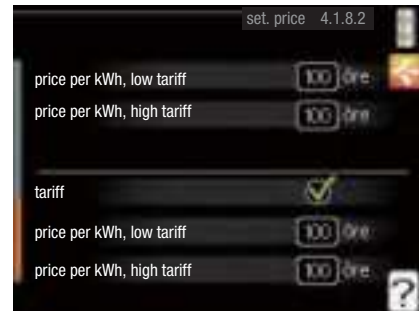 set. price 4.1.8.2
price per kWh, low tariff 100 öre
price per kWh, high tariff 100 öre
tariff
price per kWh, low tariff 100 öre
price per kWh, high tariff 100 öre
?